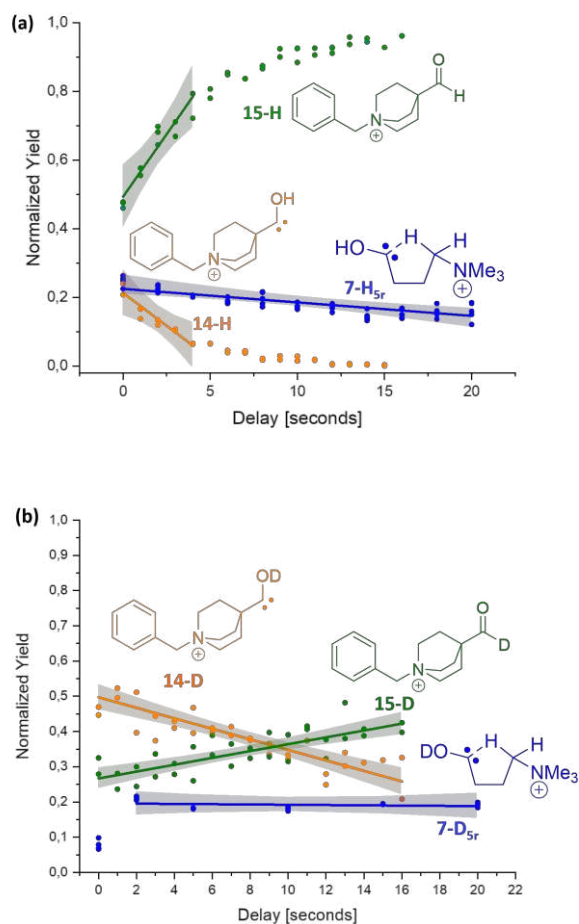 (a)
1,0
0,8
0,6
0,4
0,2
0,0
Normalized Yield
15-H
O
H
N
⊕
OH
N
⊕
14-H
HO
H
H
NMe3
⊕
7-H5r
0
5
10
15
20
Delay [seconds]
(b)
1,0
0,9
0,8
0,7
0,6
0,5
0,4
0,3
0,2
0,1
0,0
Normalized Yield
OD
N
⊕
14-D
O
D
N
⊕
15-D
DO
H
H
NMe3
⊕
7-D5r
0
2
4
6
8
10
12
14
16
18
20
22
Delay [seconds]